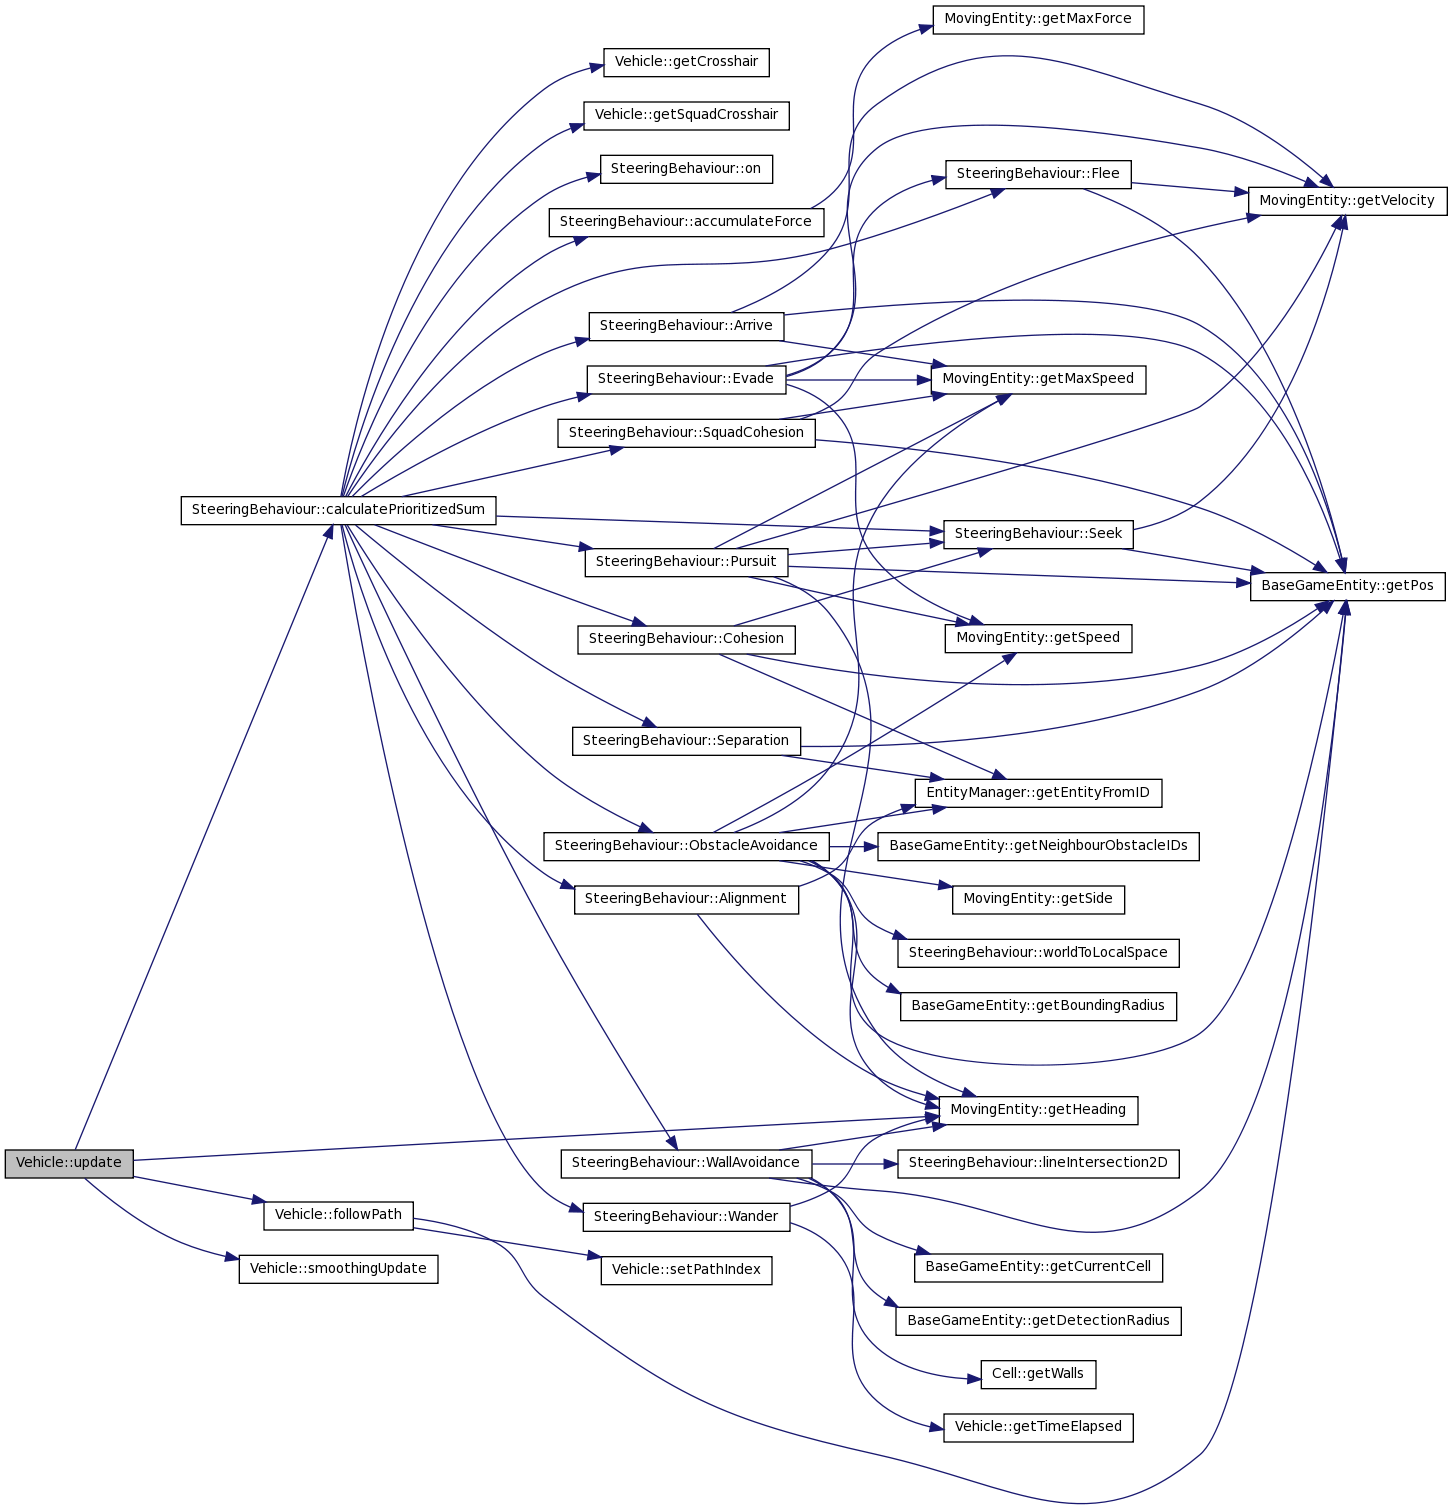 MovingEntity::getMaxForce
Vehicle::getCrosshair
Vehicle::getSquadCrosshair
SteeringBehaviour::on
SteeringBehaviour::Flee
MovingEntity::getVelocity
SteeringBehaviour::accumulateForce
SteeringBehaviour::Arrive
SteeringBehaviour::Evade
MovingEntity::getMaxSpeed
SteeringBehaviour::SquadCohesion
SteeringBehaviour::calculatePrioritizedSum
SteeringBehaviour::Seek
SteeringBehaviour::Pursuit
BaseGameEntity::getPos
SteeringBehaviour::Cohesion
MovingEntity::getSpeed
SteeringBehaviour::Separation
EntityManager::getEntityFromID
SteeringBehaviour::ObstacleAvoidance
BaseGameEntity::getNeighbourObstacleIDs
SteeringBehaviour::Alignment
MovingEntity::getSide
SteeringBehaviour::worldToLocalSpace
BaseGameEntity::getBoundingRadius
MovingEntity::getHeading
Vehicle::update
SteeringBehaviour::WallAvoidance
SteeringBehaviour::lineIntersection2D
Vehicle::followPath
SteeringBehaviour::Wander
Vehicle::smoothingUpdate
Vehicle::setPathIndex
BaseGameEntity::getCurrentCell
BaseGameEntity::getDetectionRadius
Cell::getWalls
Vehicle::getTimeElapsed